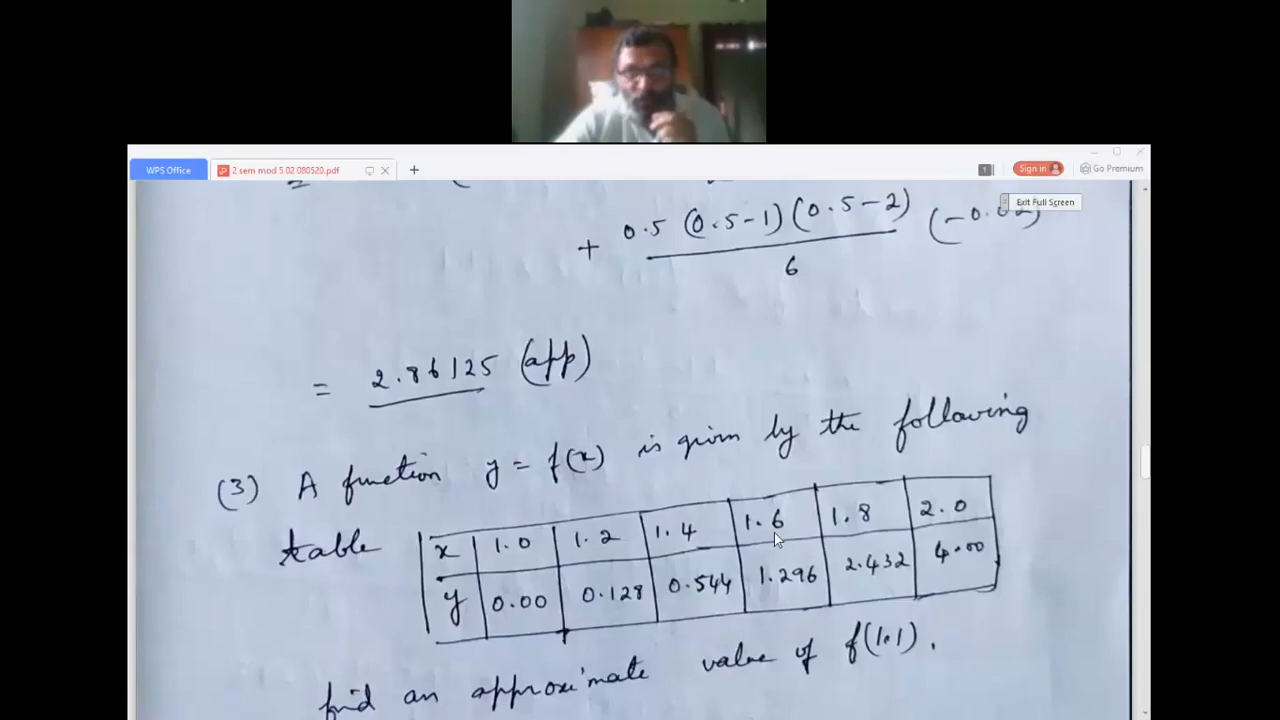 WPS Office
2 sem mod 5 02 080520.pdf
1
Sign in
Go Premium
Exit Full Screen
+ 0.5 (0.5-1)(0.5-2) (-0.02)
6
= 2.86125 (app)
(3) A function y = f(x) is given by the following
table
x 1.0 1.2 1.4 1.6 1.8 2.0
y 0.00 0.128 0.544 1.296 2.432 4.00
find an approximate value of f(1.1).